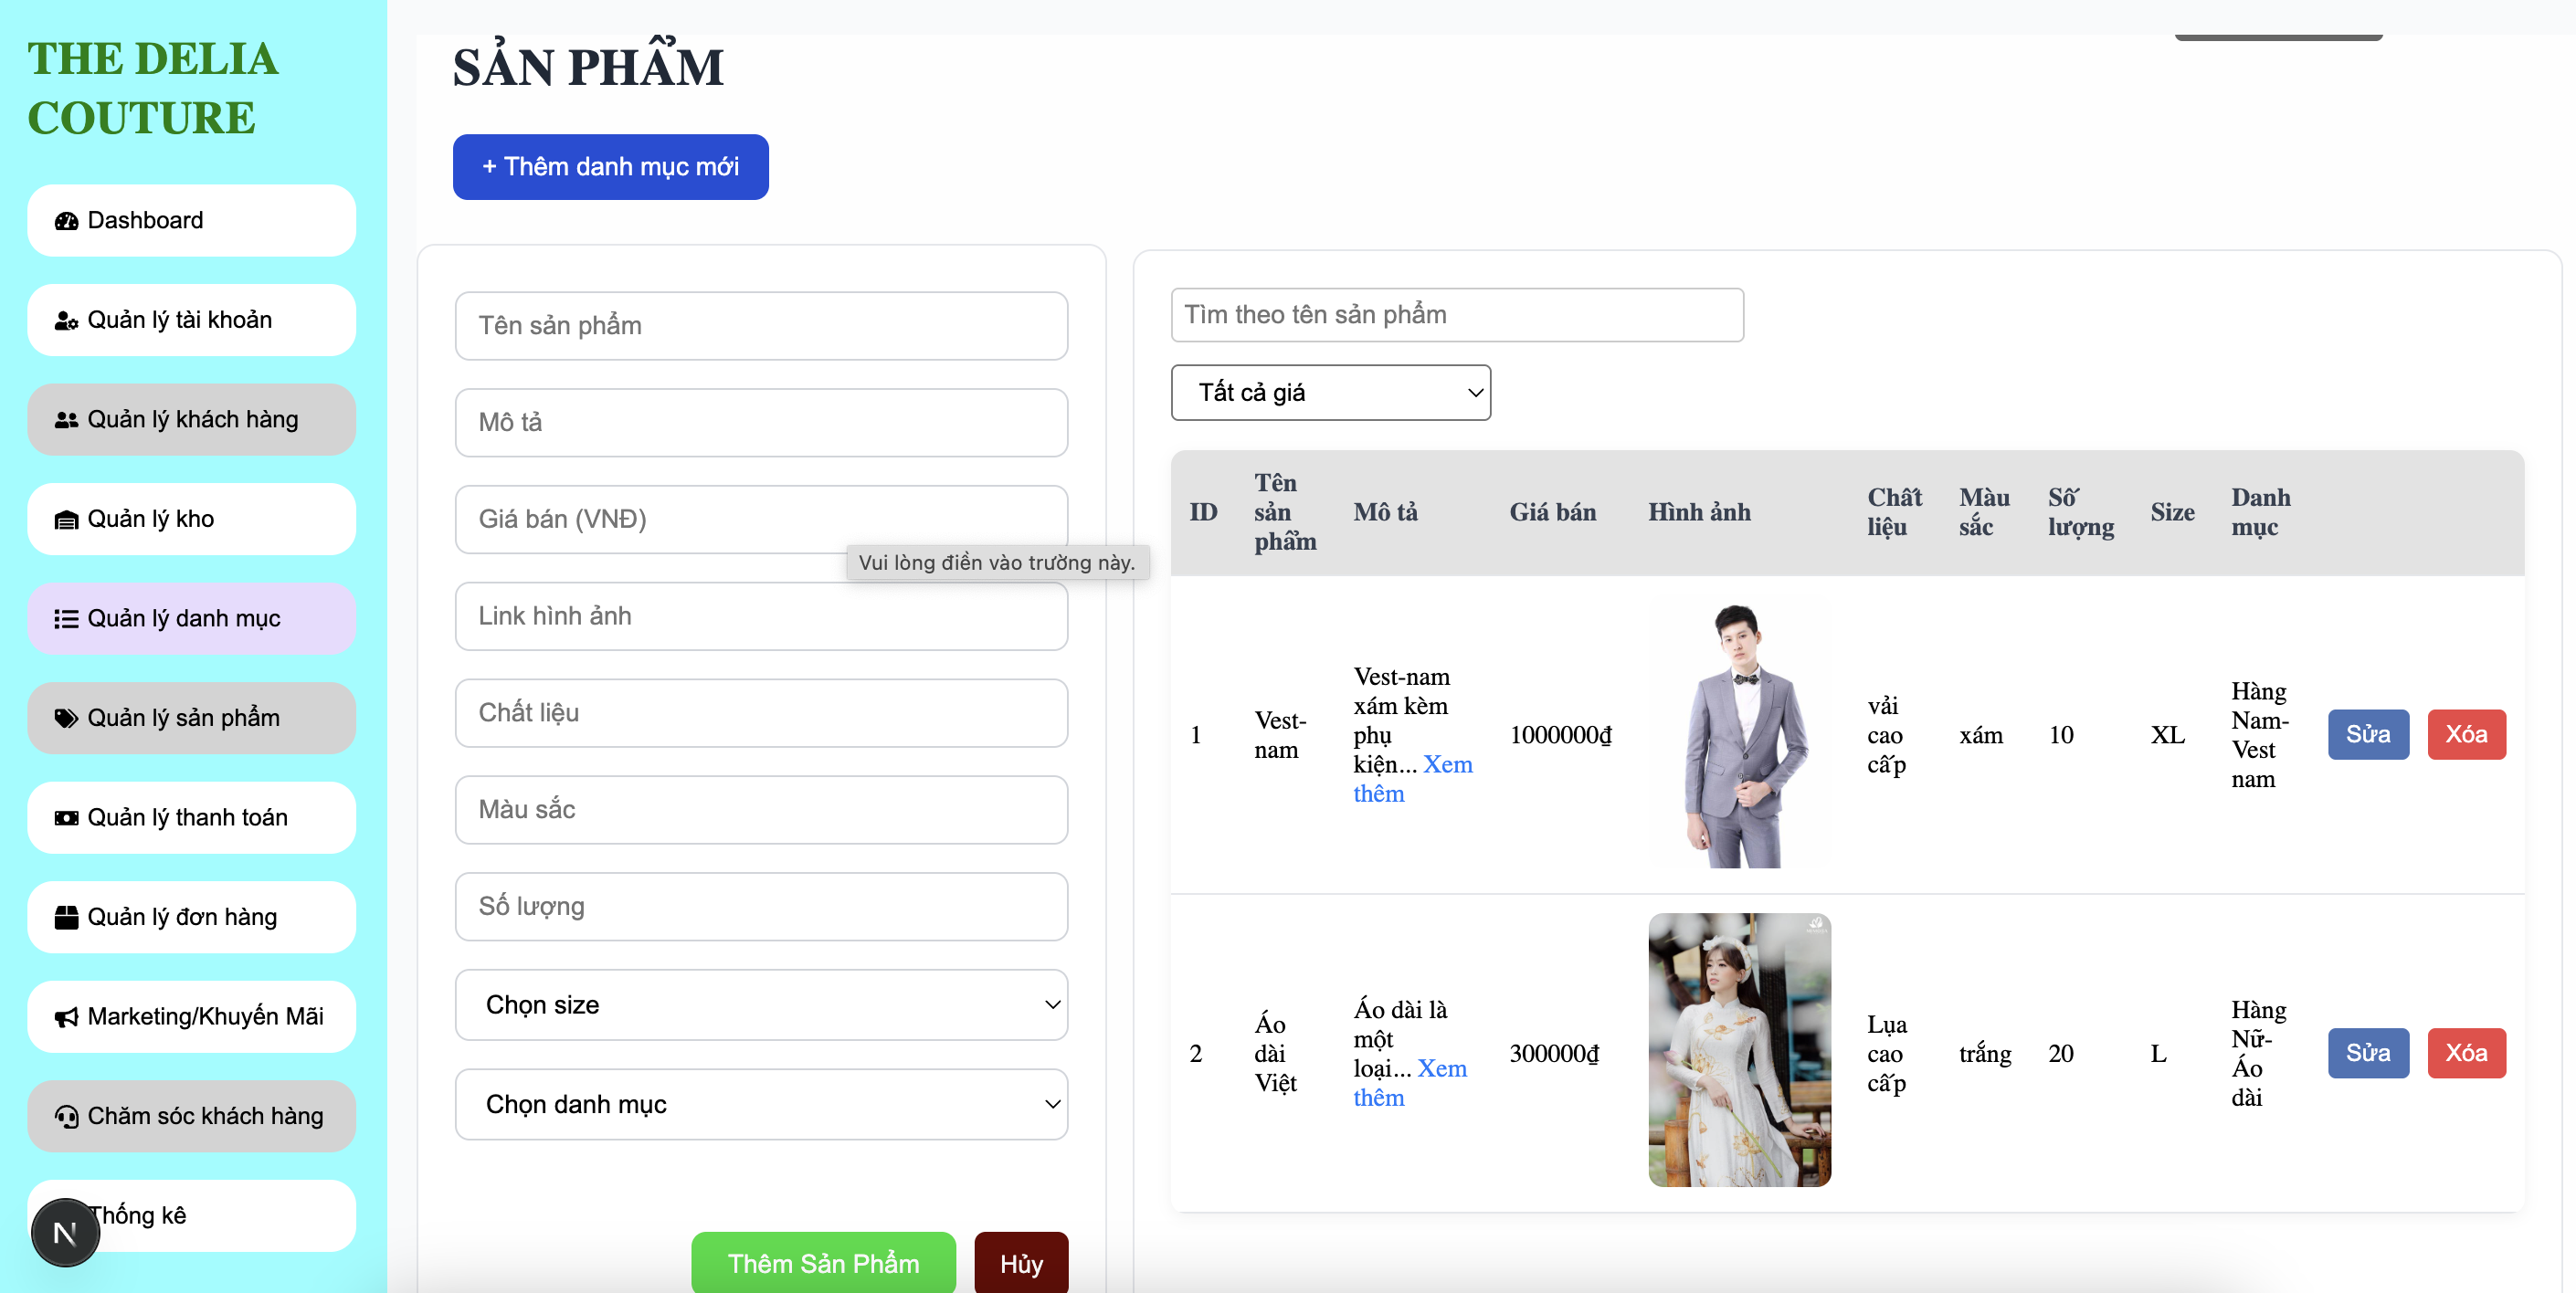 THE DELIA
COUTURE
Dashboard
Quản lý tài khoản
Quản lý khách hàng
Quản lý kho
Quản lý danh mục
Quản lý sản phẩm
Quản lý thanh toán
Quản lý đơn hàng
Marketing/Khuyến Mãi
Chăm sóc khách hàng
Thống kê
N
SẢN PHẨM
+ Thêm danh mục mới
Tên sản phẩm
Mô tả
Giá bán (VNĐ)
Vui lòng điền vào trường này.
Link hình ảnh
Chất liệu
Màu sắc
Số lượng
Chọn size
Chọn danh mục
Thêm Sản Phẩm Hủy
Tìm theo tên sản phẩm
Tất cả giá
ID
Tên
sản
phẩm
Mô tả
Giá bán
Hình ảnh
Chất
liệu
Màu
sắc
Số
lượng
Size
Danh
mục
1
Vest-
nam
Vest-nam
xám kèm
phụ
kiện... Xem
thêm
1000000₫
vải
cao
cấp
xám
10
XL
Hàng
Nam-
Vest
nam
Sửa
Xóa
2
Áo
dài
Việt
Áo dài là
một
loại... Xem
thêm
300000₫
Lụa
cao
cấp
trắng
20
L
Hàng
Nữ-
Áo
dài
Sửa
Xóa